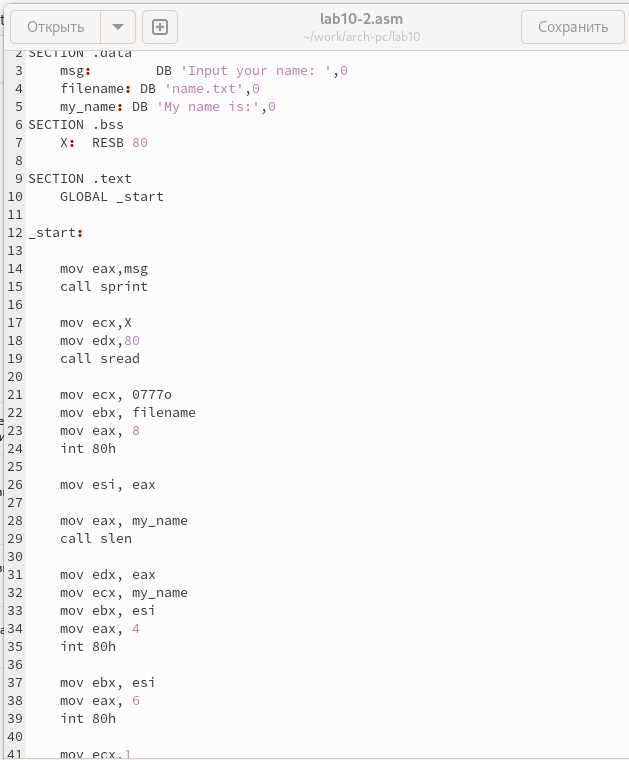 Открыть
lab10-2.asm
~/work/arch-pc/lab10
Сохранить
2 SECTION .data
3     msg:        DB 'Input your name: ',0
4     filename: DB 'name.txt',0
5     my_name: DB 'My name is:',0
6 SECTION .bss
7     X:  RESB 80
8
9 SECTION .text
10     GLOBAL _start
11
12 _start:
13
14     mov eax,msg
15     call sprint
16
17     mov ecx,X
18     mov edx,80
19     call sread
20
21     mov ecx, 0777o
22     mov ebx, filename
23     mov eax, 8
24     int 80h
25
26     mov esi, eax
27
28     mov eax, my_name
29     call slen
30
31     mov edx, eax
32     mov ecx, my_name
33     mov ebx, esi
34     mov eax, 4
35     int 80h
36
37     mov ebx, esi
38     mov eax, 6
39     int 80h
40
41     mov ecx,1